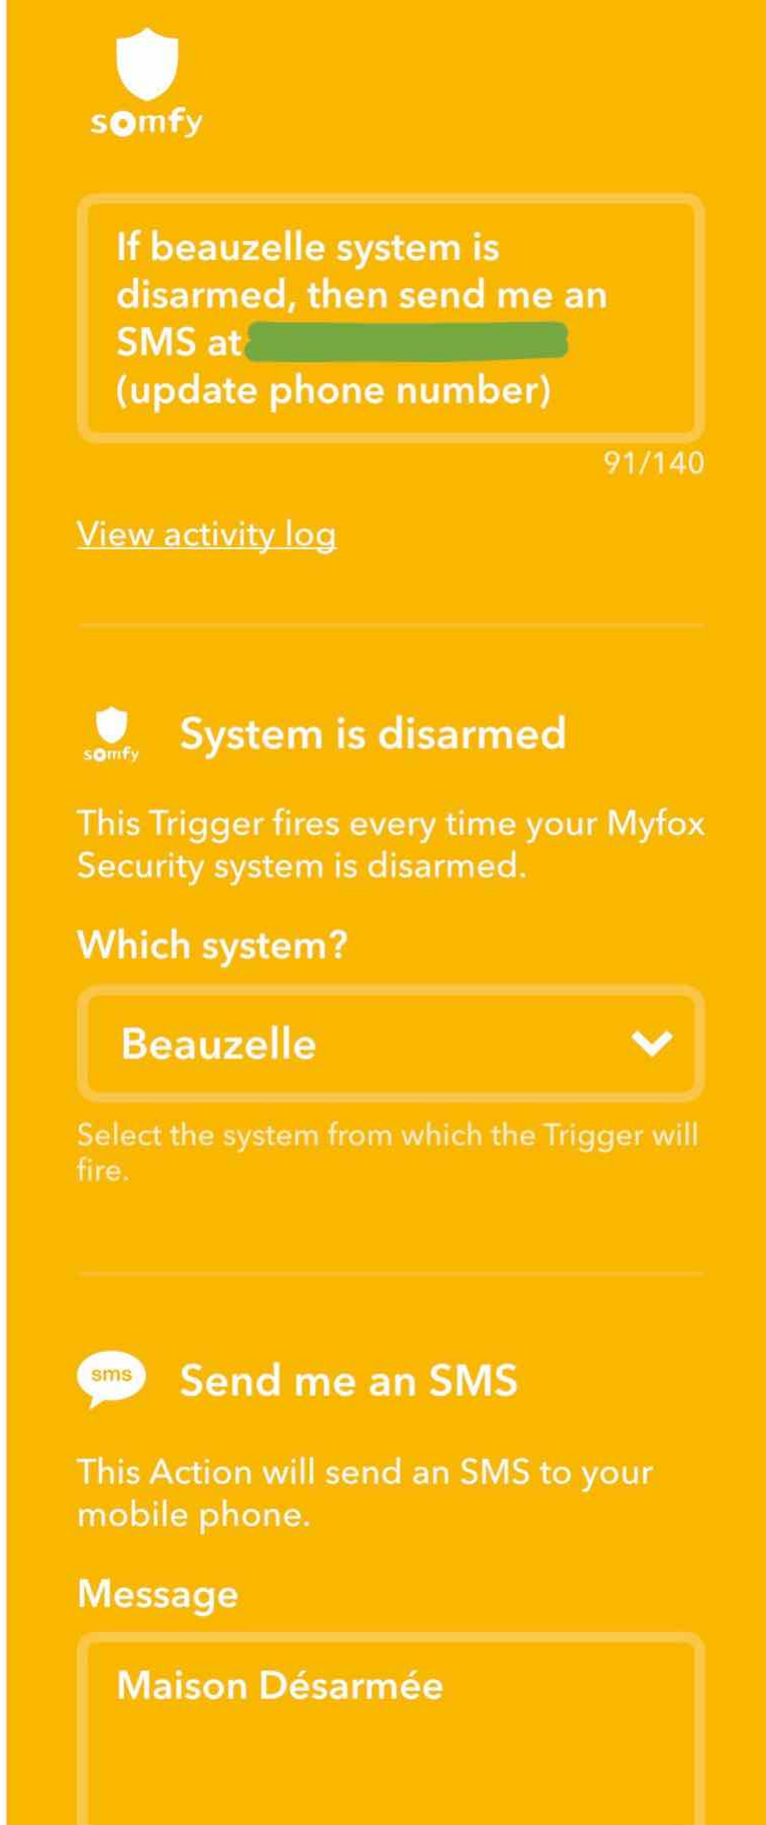 somfy
If beauzelle system is
disarmed, then send me an
SMS at
(update phone number)
91/140
View activity log
somfy
System is disarmed
This Trigger fires every time your Myfox
Security system is disarmed.
Which system?
Beauzelle
Select the system from which the Trigger will
fire.
sms
Send me an SMS
This Action will send an SMS to your
mobile phone.
Message
Maison Désarmée